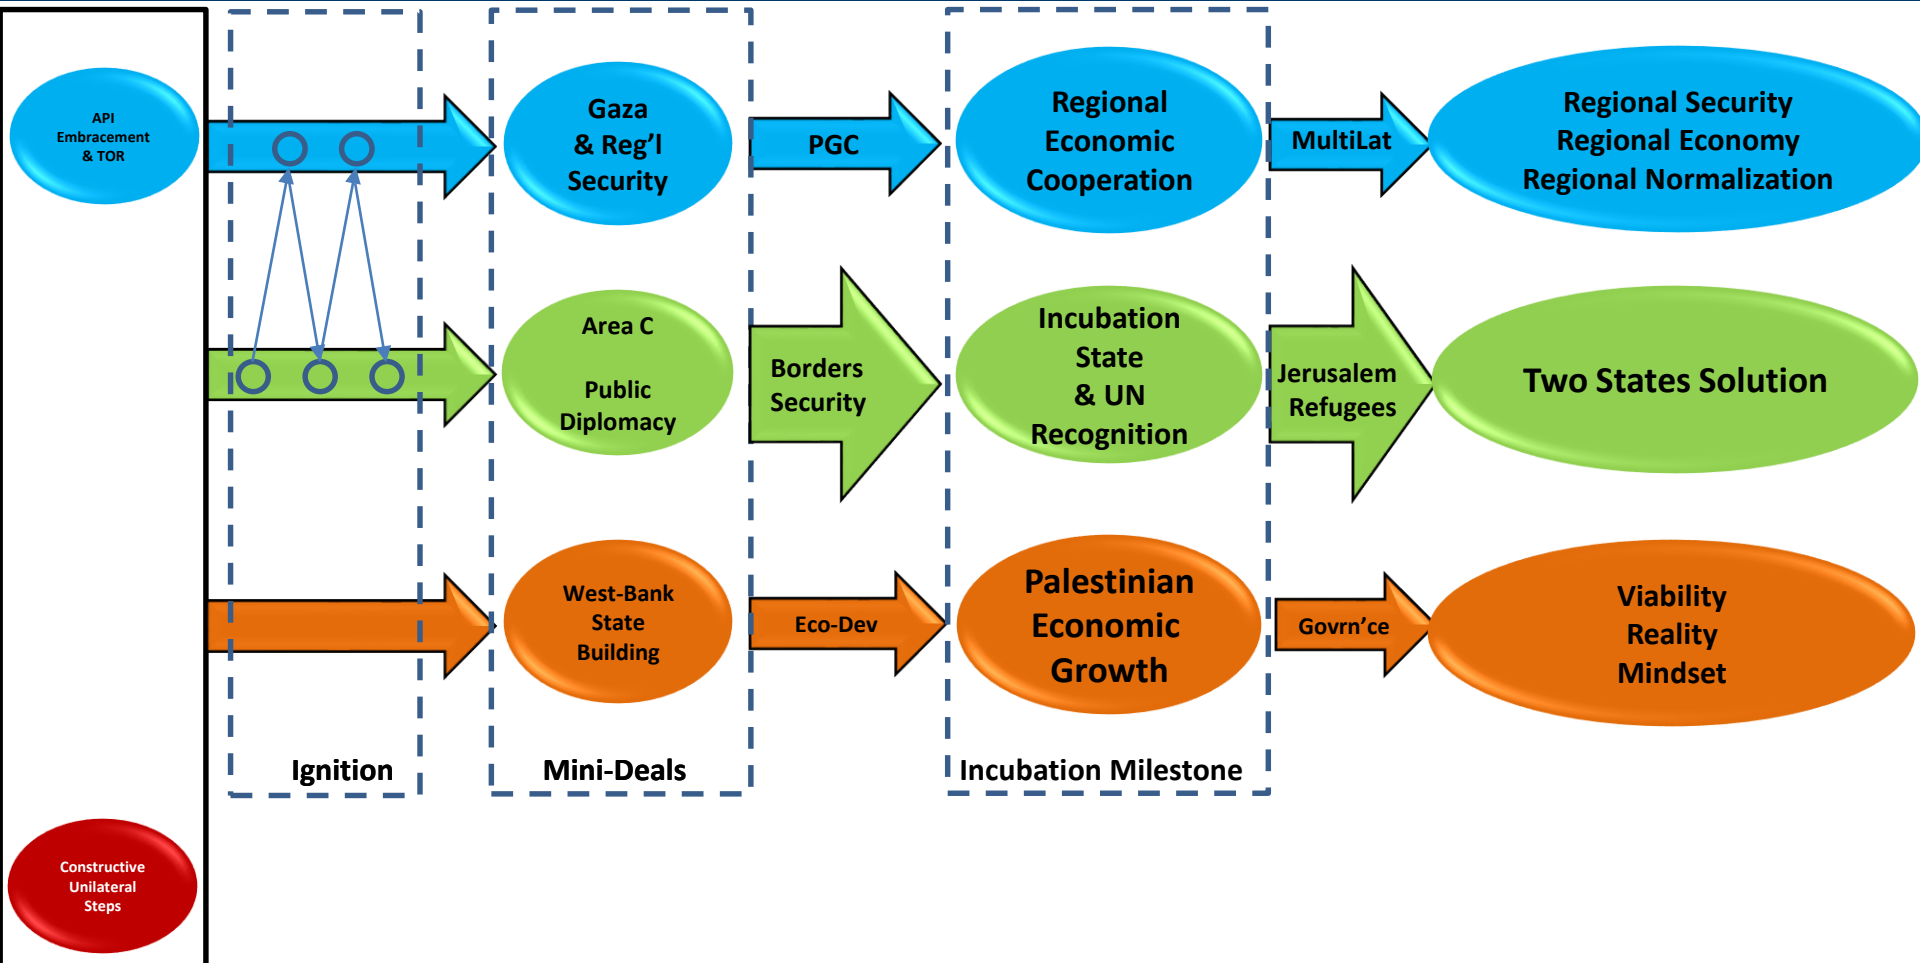 API
Embracement
& TOR
Gaza
& Reg’l
Security
PGC
Regional
Economic
Cooperation
MultiLat
Regional Security
Regional Economy
Regional Normalization
Area C
Public
Diplomacy
Borders
Security
Incubation
State
& UN
Recognition
Jerusalem
Refugees
Two States Solution
West-Bank
State
Building
Eco-Dev
Palestinian
Economic
Growth
Govrn’ce
Viability
Reality
Mindset
Ignition
Mini-Deals
Incubation Milestone
Constructive
Unilateral
Steps